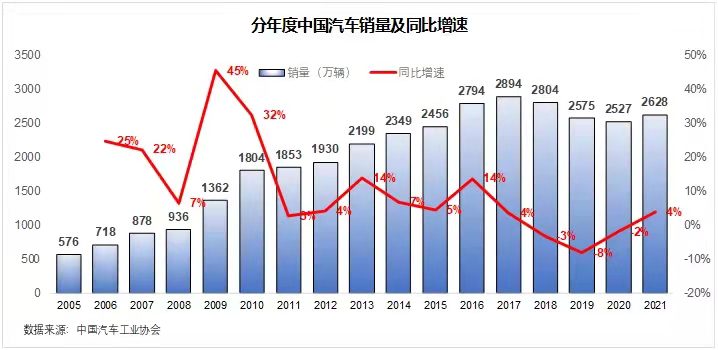 分年度中国汽车销量及同比增速
销量（万辆） 同比增速
3500 3000 2500 2000 1500 1000 500 0
50% 40% 30% 20% 10% 0% -10% -20%
576 718 878 936 1362 1804 1853 1930 2199 2349 2456 2794 2894 2804 2575 2527 2628
25% 22% 7% 45% 32% 3% 4% 14% 7% 5% 14% 4% -3% -8% -2% 4%
2005 2006 2007 2008 2009 2010 2011 2012 2013 2014 2015 2016 2017 2018 2019 2020 2021
数据来源: 中国汽车工业协会